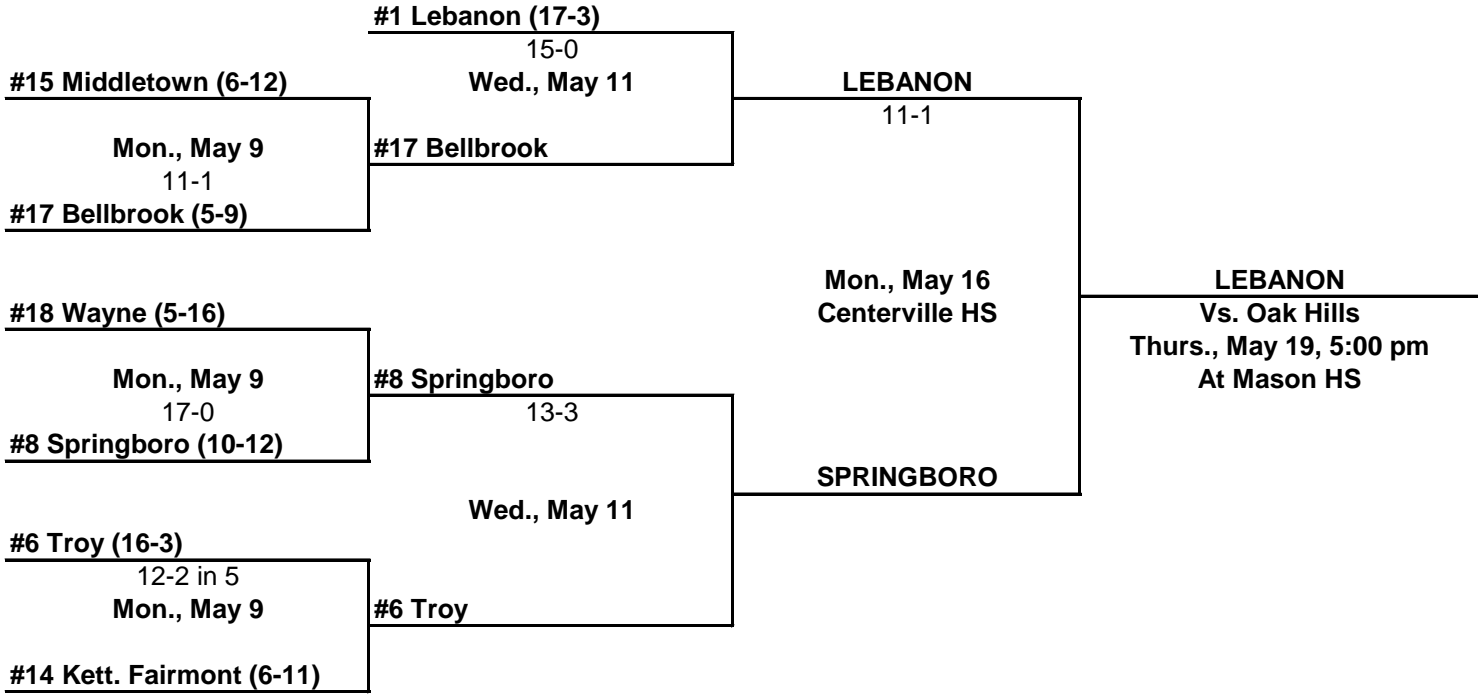 #1 Lebanon (17-3)
15-0
#15 Middletown (6-12)
Wed., May 11
LEBANON
11-1
Mon., May 9
#17 Bellbrook
11-1
#17 Bellbrook (5-9)
Mon., May 16
LEBANON
#18 Wayne (5-16)
Centerville HS
Vs. Oak Hills
Thurs., May 19, 5:00 pm
Mon., May 9
#8 Springboro
At Mason HS
17-0
13-3
#8 Springboro (10-12)
SPRINGBORO
Wed., May 11
#6 Troy (16-3)
12-2 in 5
Mon., May 9
#6 Troy
#14 Kett. Fairmont (6-11)